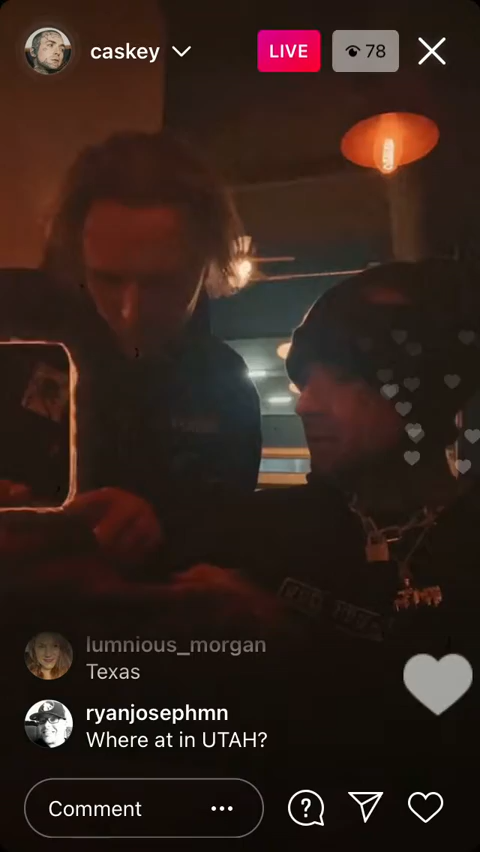 caskey
LIVE
78
lumnious_morgan
Texas
ryanjosephmn
Where at in UTAH?
Comment